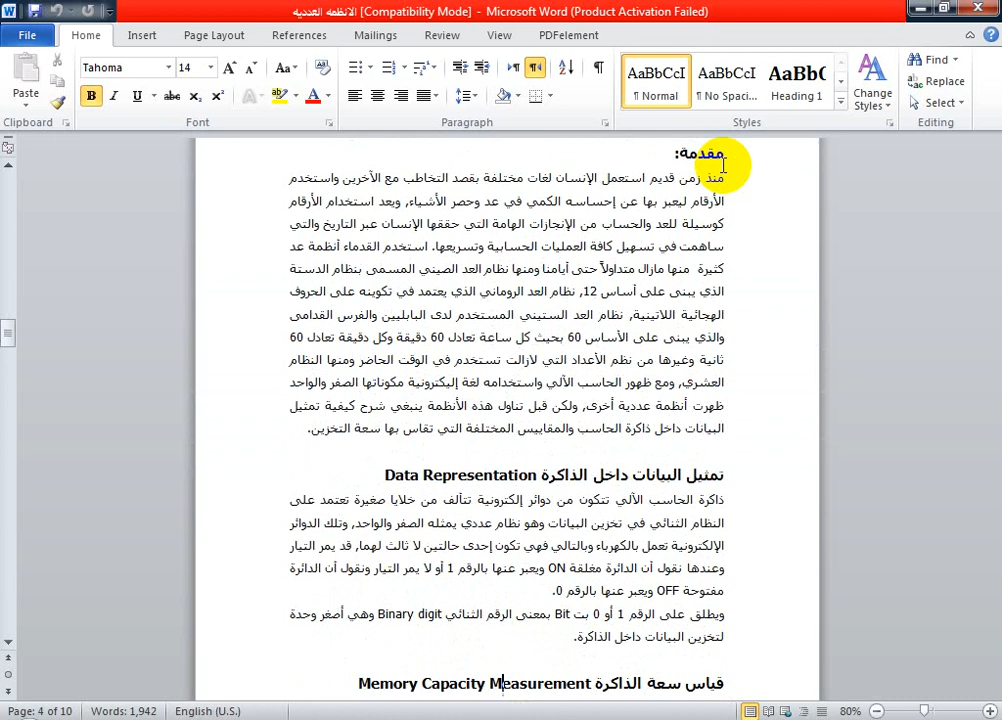 الانظمه العدديه [Compatibility Mode] - Microsoft Word (Product Activation Failed)
File Home Insert Page Layout References Mailings Review View PDFelement
Tahoma 14
Paste
AaBbCcI AaBbCcI AaBbC
¶ Normal ¶ No Spaci... Heading 1
Change Styles
Find
Replace
Select
Clipboard Font Paragraph Styles Editing
مقدمة:
منذ زمن قديم استعمل الإنسان لغات مختلفة بقصد التخاطب مع الآخرين واستخدم
الأرقام ليعبر بها عن إحساسه الكمي في عد وحصر الأشياء, وبعد استخدام الأرقام
كوسيلة للعد والحساب من الإنجازات الهامة التي حققها الإنسان عبر التاريخ والتي
ساهمت في تسهيل كافة العمليات الحسابية وتسريعها. استخدم القدماء أنظمة عد
كثيرة منها مازال متداولاً حتى أيامنا ومنها نظام العد الصيني المسمى بنظام الدستة
الذي يبنى على أساس 12, نظام العد الروماني الذي يعتمد في تكوينه على الحروف
الهجائية اللاتينية, نظام العد الستيني المستخدم لدى البابليين والفرس القدامى
والذي يبنى على الأساس 60 بحيث كل ساعة تعادل 60 دقيقة وكل دقيقة تعادل 60
ثانية وغيرها من نظم الأعداد التي لازالت تستخدم في الوقت الحاضر ومنها النظام
العشري, ومع ظهور الحاسب الآلي واستخدامه لغة إليكترونية مكوناتها الصفر والواحد
ظهرت أنظمة عددية أخرى, ولكن قبل تناول هذه الأنظمة ينبغي شرح كيفية تمثيل
البيانات داخل ذاكرة الحاسب والمقاييس المختلفة التي تقاس بها سعة التخزين.
تمثيل البيانات داخل الذاكرة Data Representation
ذاكرة الحاسب الآلي تتكون من دوائر إلكترونية تتألف من خلايا صغيرة تعتمد على
النظام الثنائي في تخزين البيانات وهو نظام عددي يمثله الصفر والواحد, وتلك الدوائر
الإلكترونية تعمل بالكهرباء وبالتالي فهي تكون إحدى حالتين لا ثالث لهما, قد يمر التيار
وعندها نقول أن الدائرة مغلقة ON ويعبر عنها بالرقم 1 أو لا يمر التيار ونقول أن الدائرة
مفتوحة OFF ويعبر عنها بالرقم 0.
ويطلق على الرقم 1 أو 0 بت Bit بمعنى الرقم الثنائي Binary digit وهي أصغر وحدة
لتخزين البيانات داخل الذاكرة.
قياس سعة الذاكرة Memory Capacity Measurement
Page: 4 of 10 Words: 1,942 English (U.S.) 80%